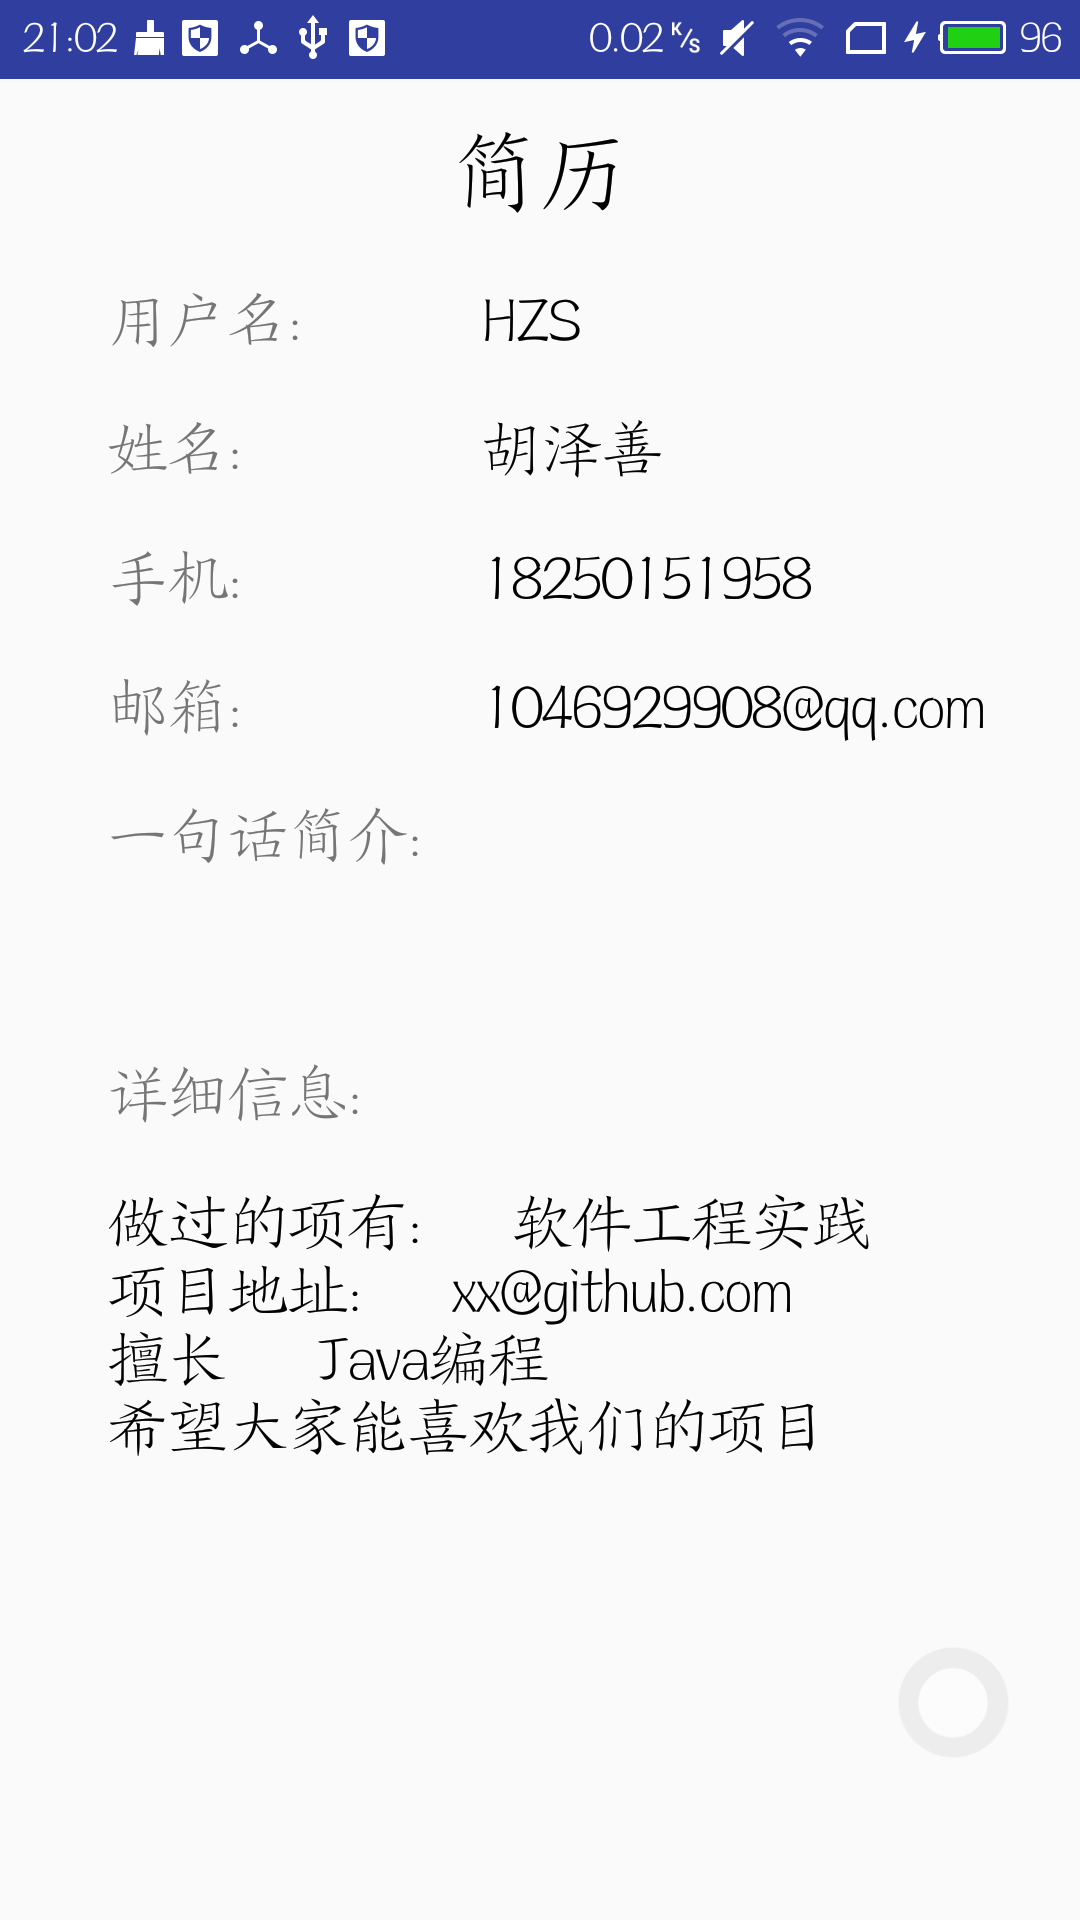 21:02 0.02 K/S 96
简历
用户名: HZS
姓名: 胡泽善
手机: 18250151958
邮箱: 1046929908@qq.com
一句话简介:
详细信息:
做过的项有: 软件工程实践
项目地址: xx@github.com
擅长 Java编程
希望大家能喜欢我们的项目